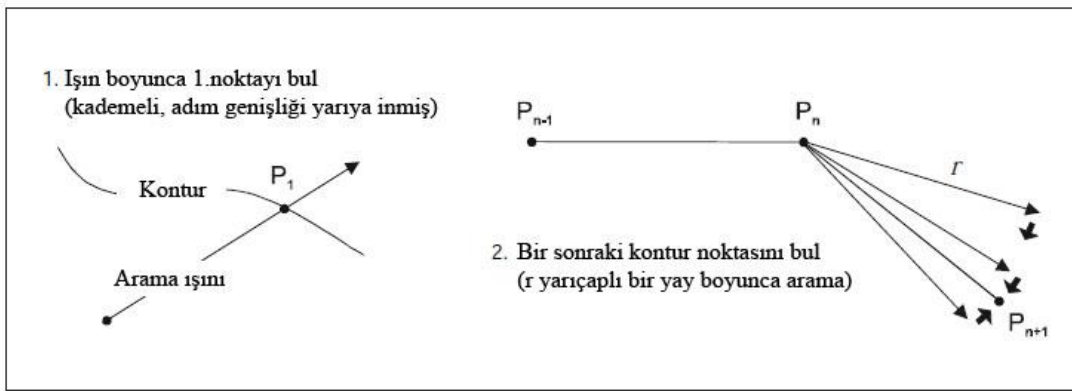 1. Işın boyunca 1.noktayı bul
(kademeli, adım genişliği yarıya inmiş)
P1
Kontur
Arama ışını
Pn-1
Pn
r
2. Bir sonraki kontur noktasını bul
(r yarıçaplı bir yay boyunca arama)
Pn+1